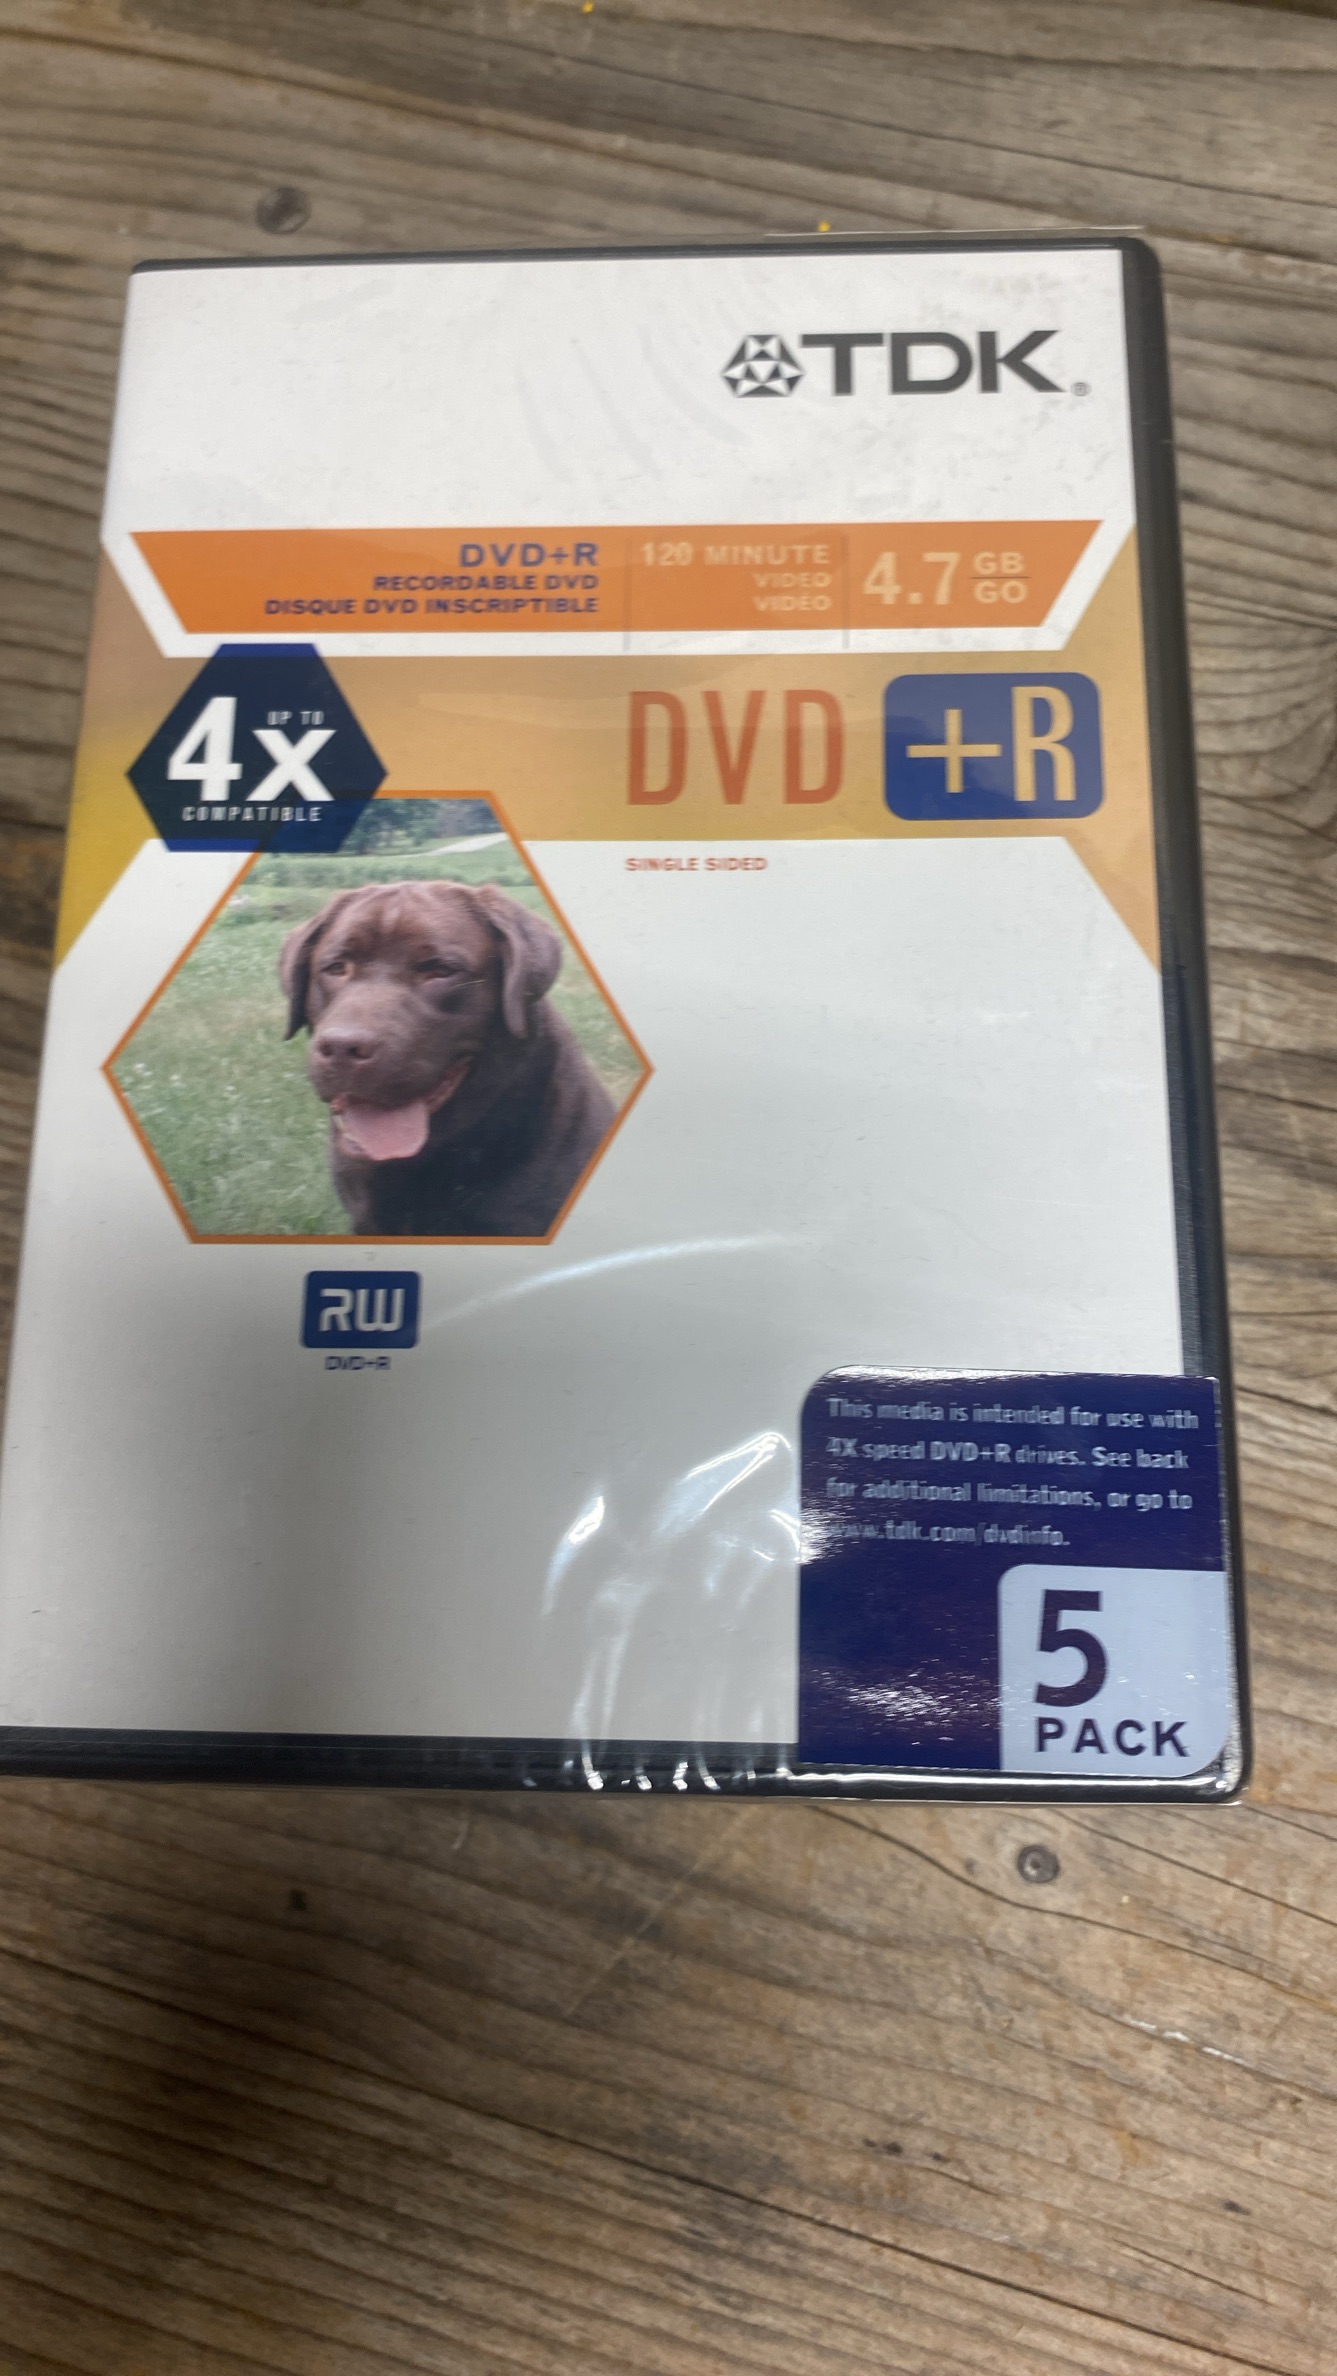 TDK®
DVD+R
RECORDABLE DVD
DISQUE DVD INSCRIPTIBLE
120 MINUTE
VIDEO
VIDÉO
4.7 GB
GO
UP TO
4X
COMPATIBLE
DVD +R
SINGLE SIDED
RW
DVD+R
This media is intended for use with
4X speed DVD+R drives. See back
for additional limitations, or go to
www.tdk.com/dvdinfo.
5
PACK